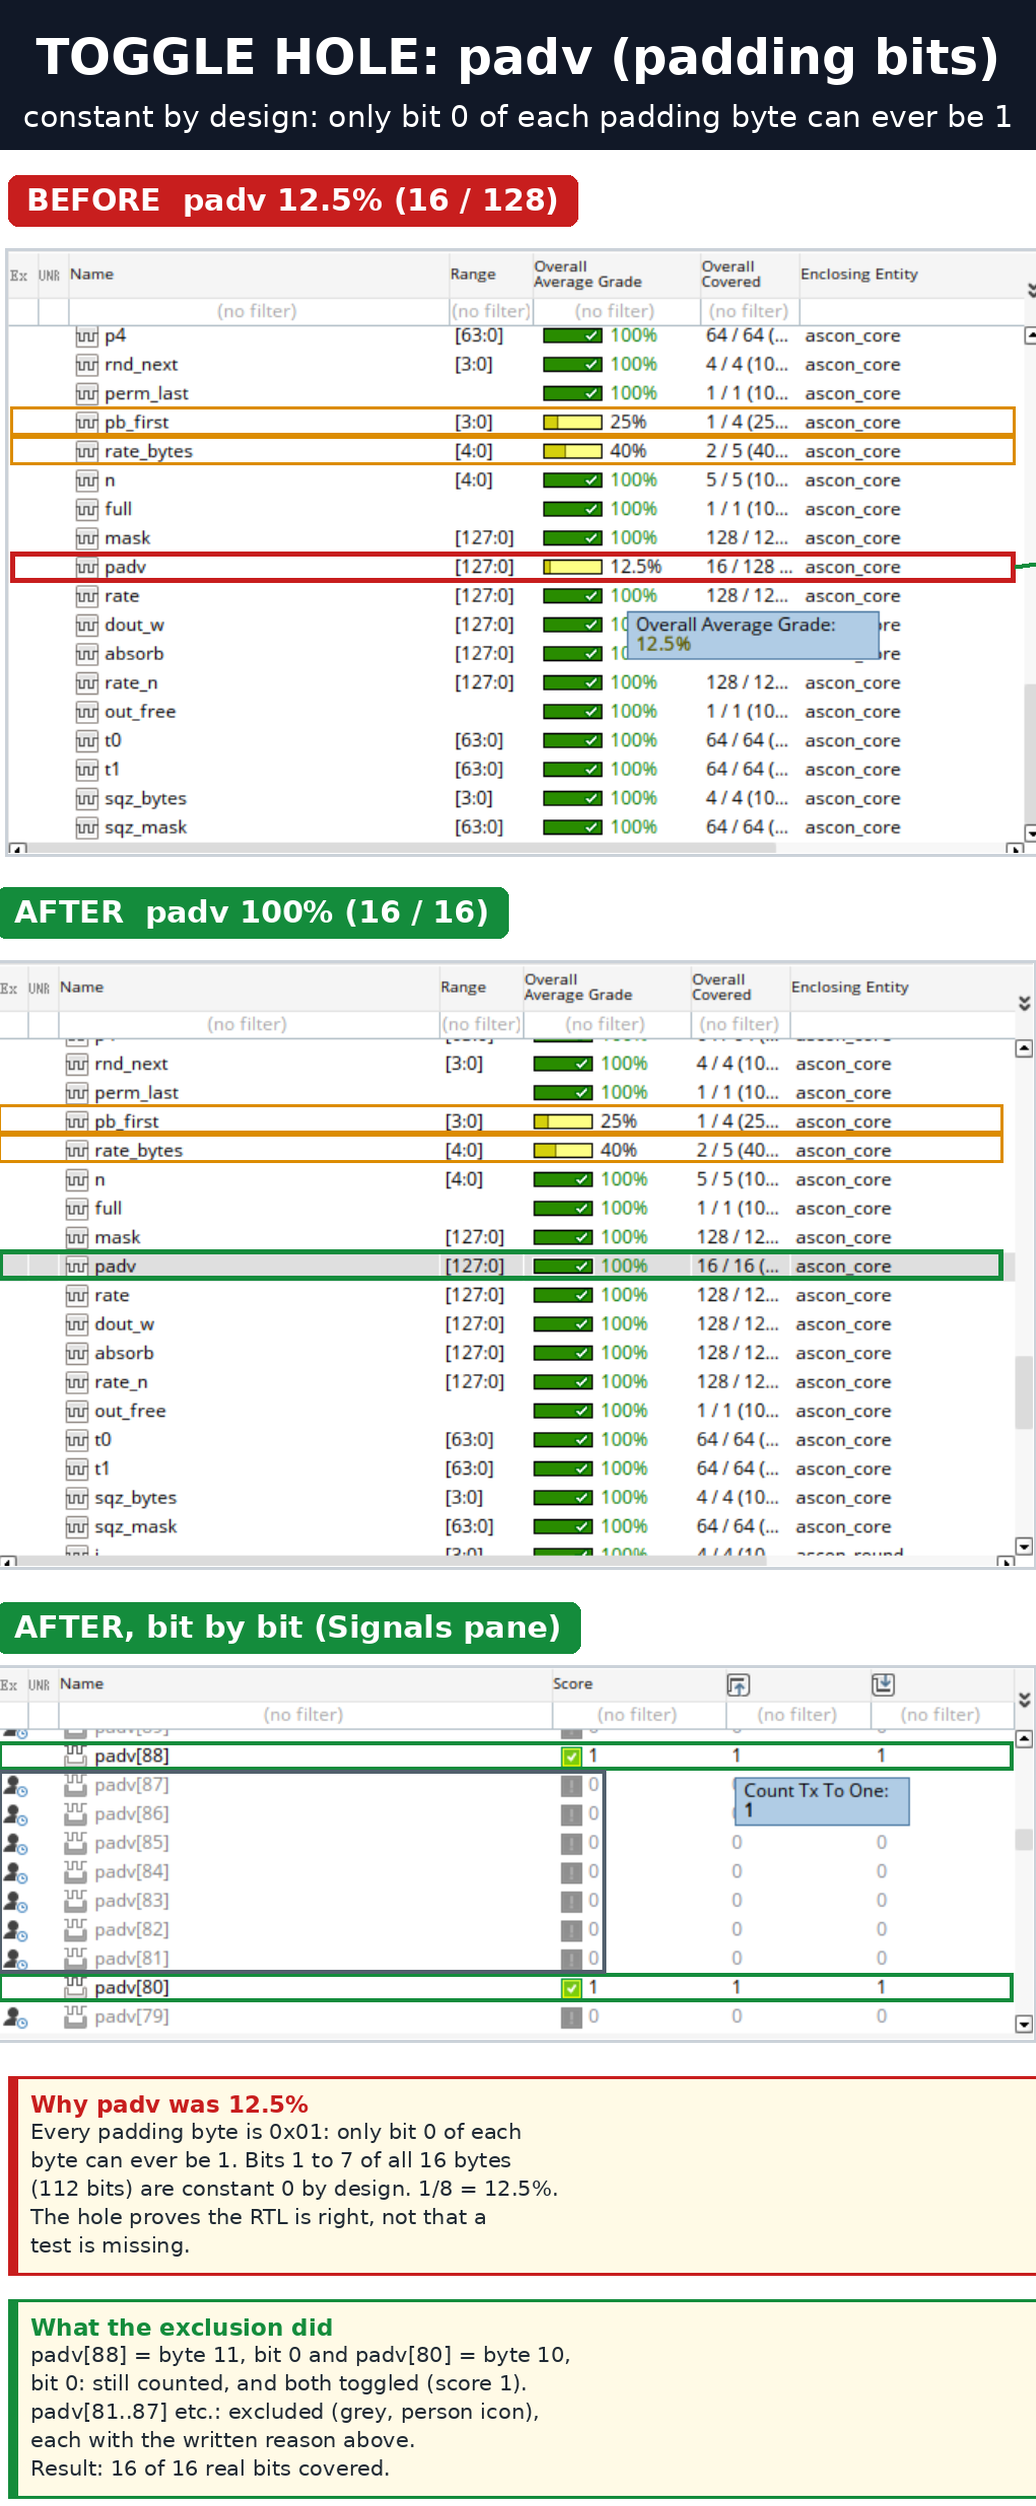 TOGGLE HOLE: padv (padding bits)
constant by design: only bit 0 of each padding byte can ever be 1
BEFORE padv 12.5% (16 / 128)
Ex UNR Name Range Overall Average Grade Overall Covered Enclosing Entity
(no filter) (no filter) (no filter) (no filter)
p4 [63:0] 100% 64 / 64 (... ascon_core
rnd_next [3:0] 100% 4 / 4 (10... ascon_core
perm_last 100% 1 / 1 (10... ascon_core
pb_first [3:0] 25% 1 / 4 (25... ascon_core
rate_bytes [4:0] 40% 2 / 5 (40... ascon_core
n [4:0] 100% 5 / 5 (10... ascon_core
full 100% 1 / 1 (10... ascon_core
mask [127:0] 100% 128 / 12... ascon_core
padv [127:0] 12.5% 16 / 128 ... ascon_core
rate [127:0] 100% 128 / 12... ascon_core
dout_w [127:0] 10 Overall Average Grade: re
absorb [127:0] 10 12.5% re
rate_n [127:0] 100% 128 / 12... ascon_core
out_free 100% 1 / 1 (10... ascon_core
t0 [63:0] 100% 64 / 64 (... ascon_core
t1 [63:0] 100% 64 / 64 (... ascon_core
sqz_bytes [3:0] 100% 4 / 4 (10... ascon_core
sqz_mask [63:0] 100% 64 / 64 (... ascon_core
AFTER padv 100% (16 / 16)
Ex UNR Name Range Overall Average Grade Overall Covered Enclosing Entity
(no filter) (no filter) (no filter) (no filter)
rnd_next [3:0] 100% 4 / 4 (10... ascon_core
perm_last 100% 1 / 1 (10... ascon_core
pb_first [3:0] 25% 1 / 4 (25... ascon_core
rate_bytes [4:0] 40% 2 / 5 (40... ascon_core
n [4:0] 100% 5 / 5 (10... ascon_core
full 100% 1 / 1 (10... ascon_core
mask [127:0] 100% 128 / 12... ascon_core
padv [127:0] 100% 16 / 16 (... ascon_core
rate [127:0] 100% 128 / 12... ascon_core
dout_w [127:0] 100% 128 / 12... ascon_core
absorb [127:0] 100% 128 / 12... ascon_core
rate_n [127:0] 100% 128 / 12... ascon_core
out_free 100% 1 / 1 (10... ascon_core
t0 [63:0] 100% 64 / 64 (... ascon_core
t1 [63:0] 100% 64 / 64 (... ascon_core
sqz_bytes [3:0] 100% 4 / 4 (10... ascon_core
sqz_mask [63:0] 100% 64 / 64 (... ascon_core
AFTER, bit by bit (Signals pane)
Ex UNR Name Score
(no filter) (no filter) (no filter) (no filter)
padv[88] 1 1 1
padv[87] 0 Count Tx To One:
padv[86] 0 1
padv[85] 0 0 0
padv[84] 0 0 0
padv[83] 0 0 0
padv[82] 0 0 0
padv[81] 0 0 0
padv[80] 1 1 1
padv[79] 0 0 0
Why padv was 12.5%
Every padding byte is 0x01: only bit 0 of each
byte can ever be 1. Bits 1 to 7 of all 16 bytes
(112 bits) are constant 0 by design. 1/8 = 12.5%.
The hole proves the RTL is right, not that a
test is missing.
What the exclusion did
padv[88] = byte 11, bit 0 and padv[80] = byte 10,
bit 0: still counted, and both toggled (score 1).
padv[81..87] etc.: excluded (grey, person icon),
each with the written reason above.
Result: 16 of 16 real bits covered.